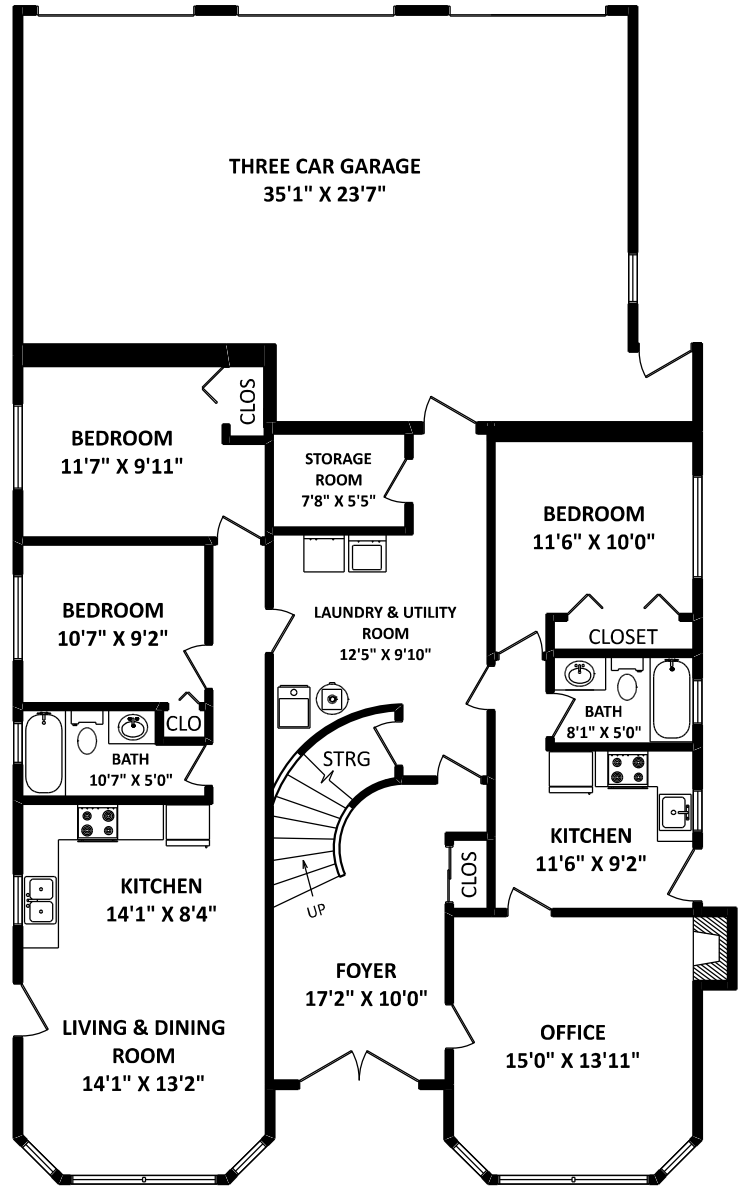 THREE CAR GARAGE
35'1" X 23'7"
CLOS
BEDROOM
11'7" X 9'11"
STORAGE
ROOM
7'8" X 5'5"
BEDROOM
11'6" X 10'0"
BEDROOM
10'7" X 9'2"
LAUNDRY & UTILITY
ROOM
12'5" X 9'10"
CLOSET
CLO
BATH
8'1" X 5'0"
BATH
10'7" X 5'0"
STRG
KITCHEN
11'6" X 9'2"
CLOS
KITCHEN
14'1" X 8'4"
UP
FOYER
17'2" X 10'0"
LIVING & DINING
ROOM
14'1" X 13'2"
OFFICE
15'0" X 13'11"